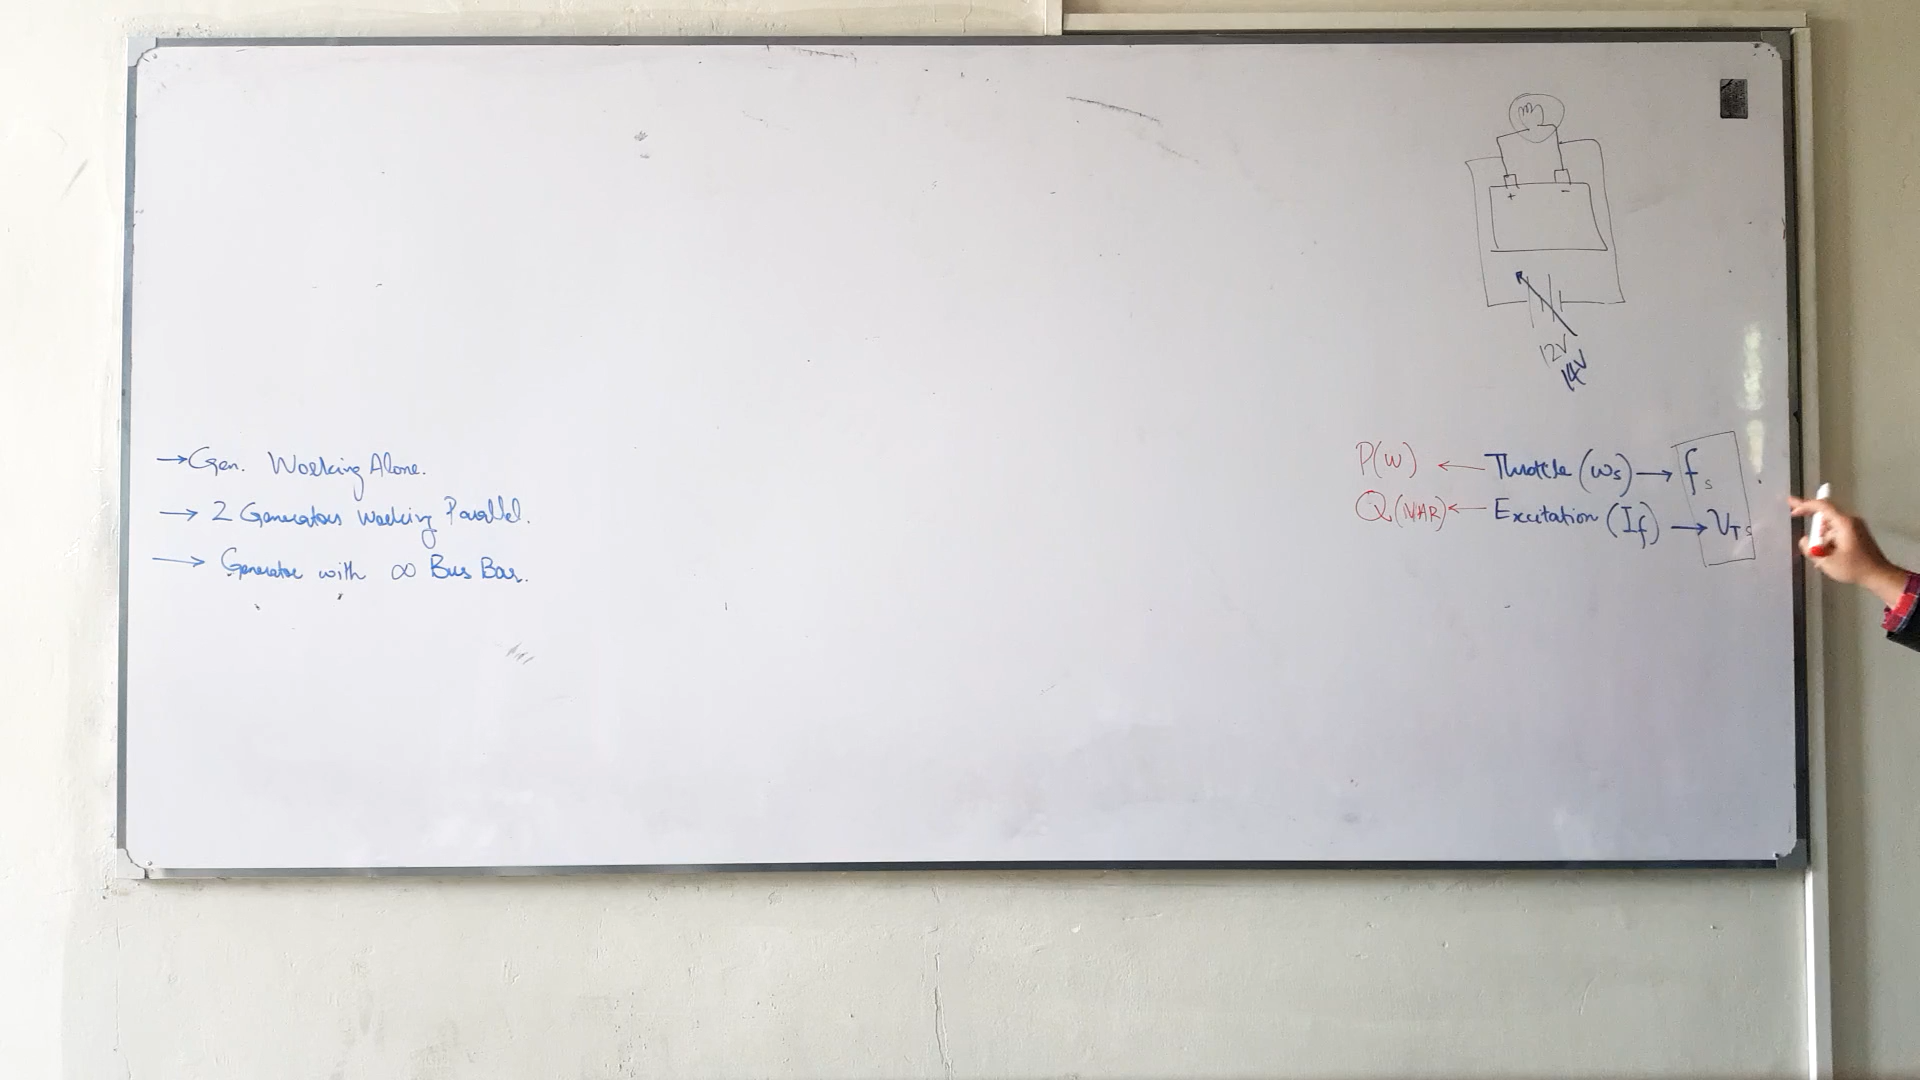 m
+ -
12V
14V
→ Gen. Working Alone.
→ 2 Generators Working Parallel.
→ Generator with ∞ Bus Bar.
P(W) ← Throttle (ωs) → fs
Q(VAR) ← Excitation (If) → VTs